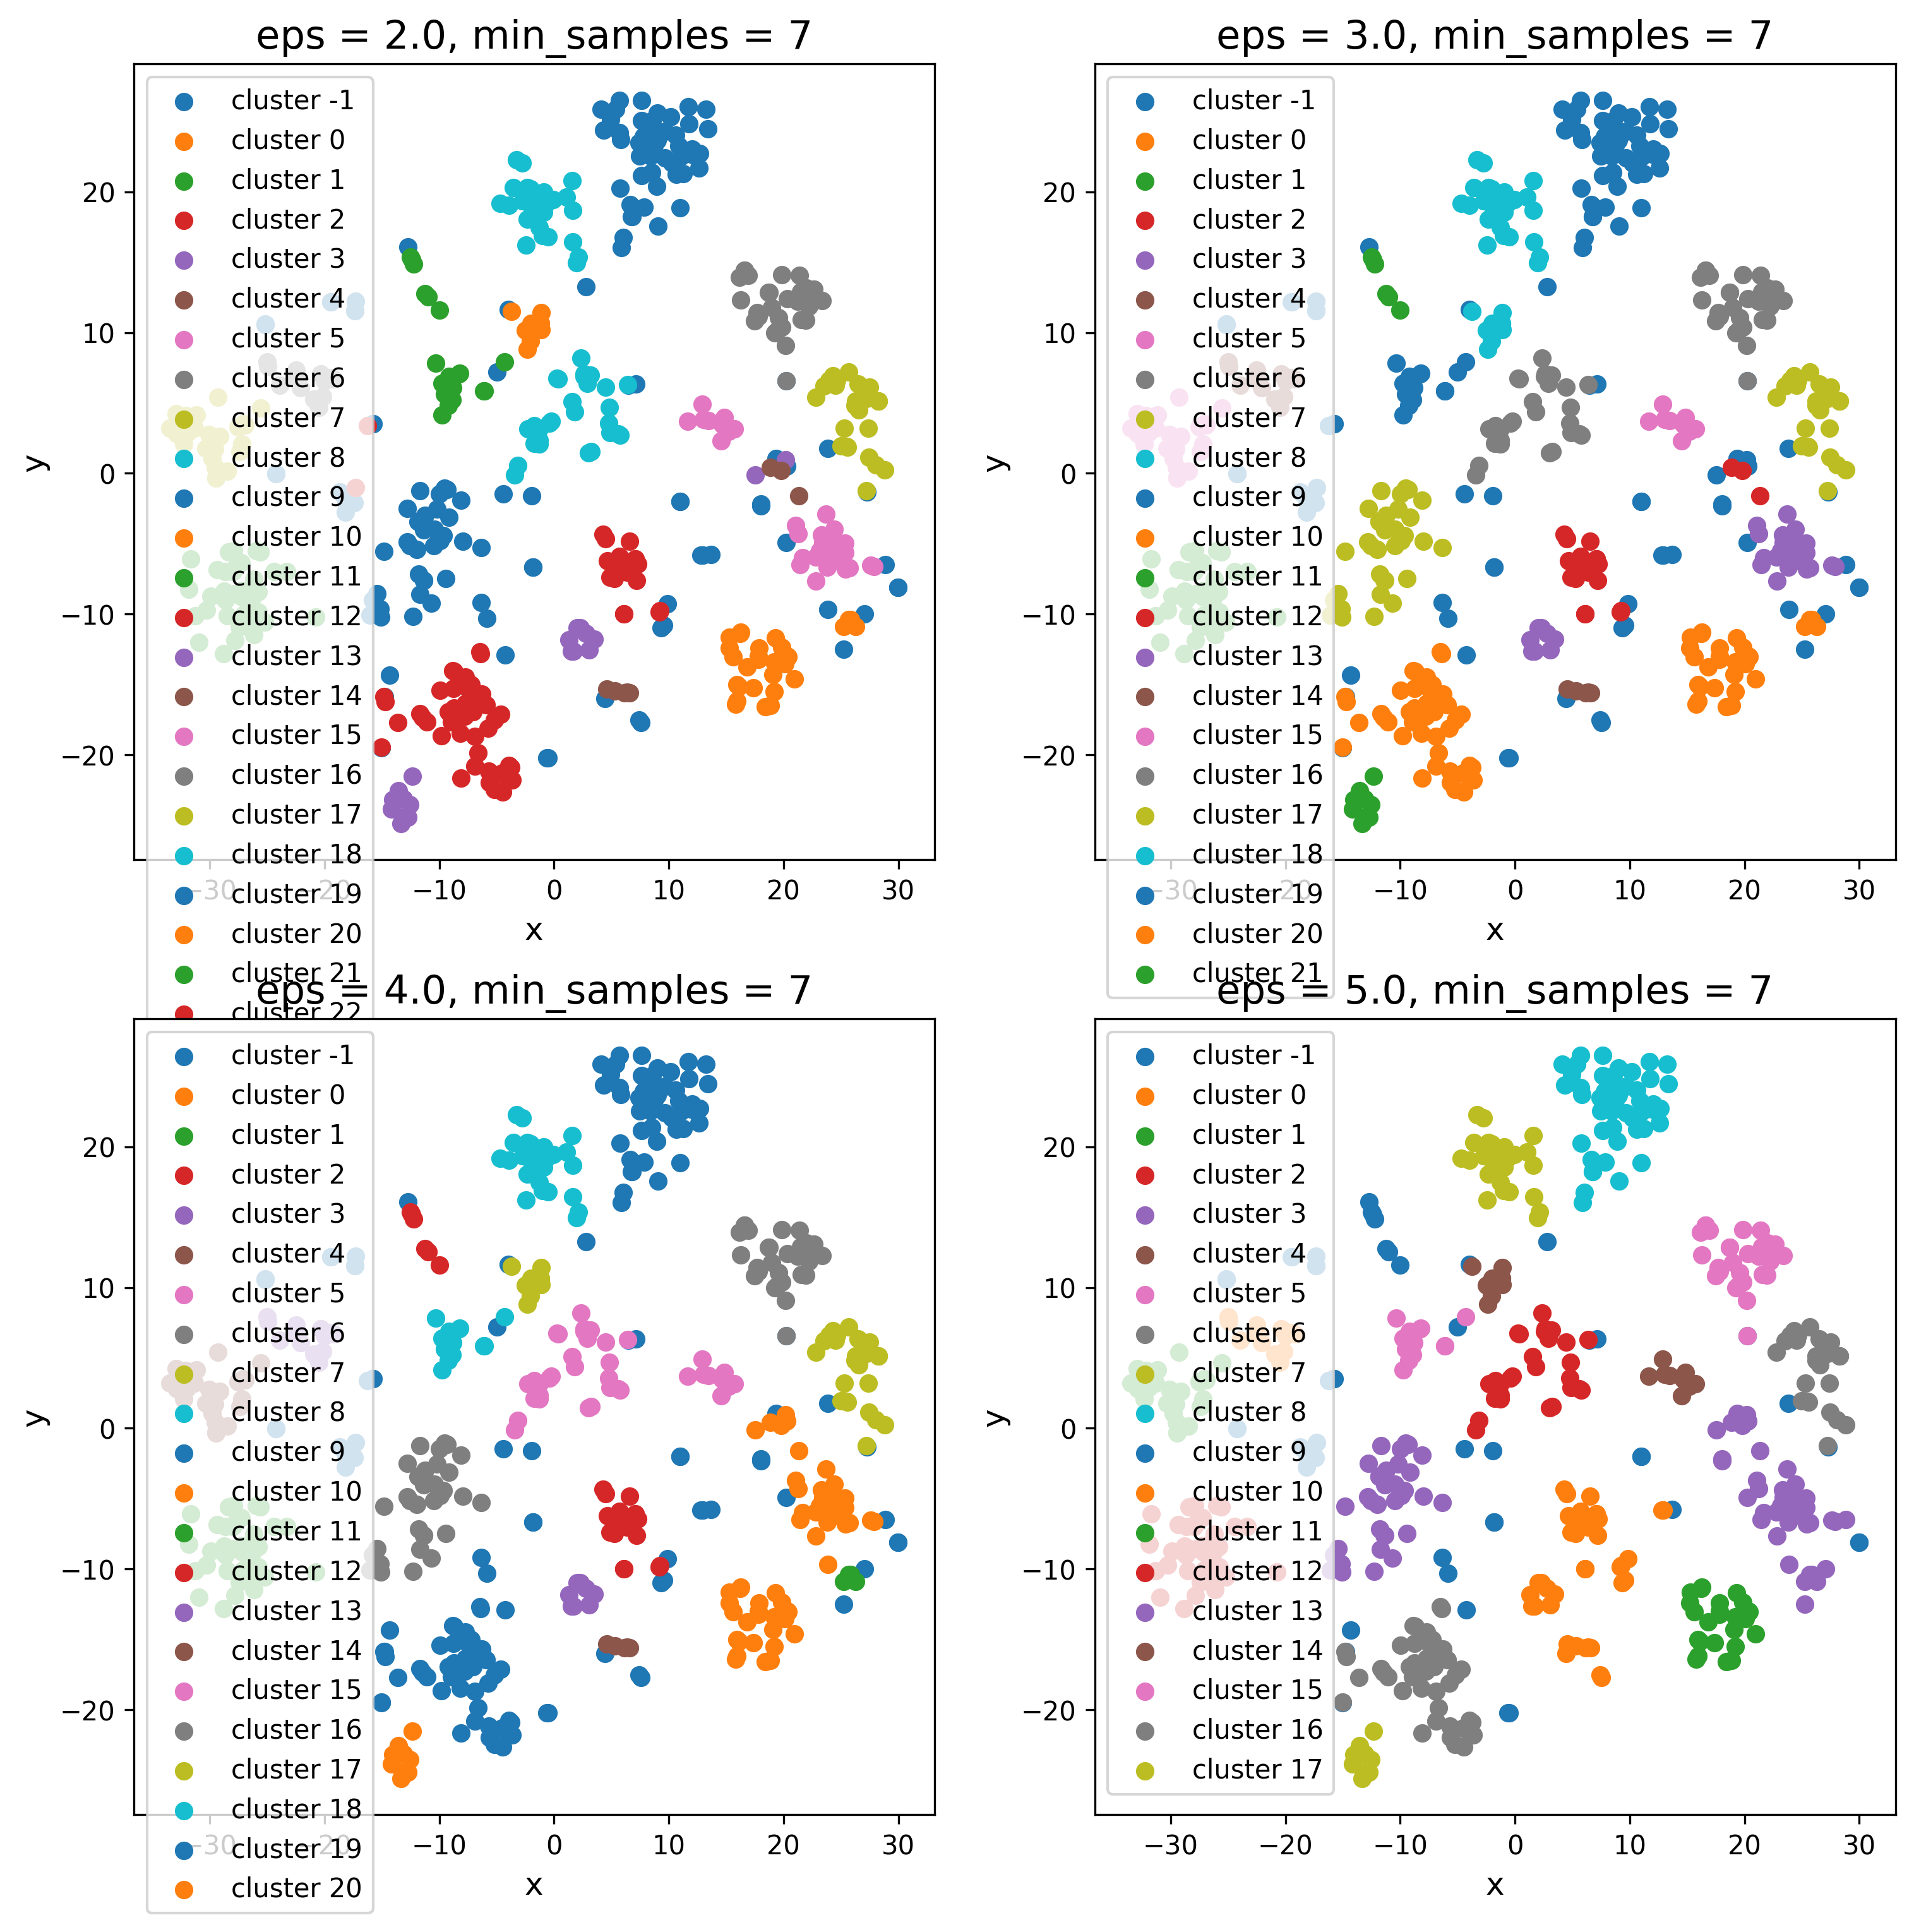 eps = 2.0, min_samples = 7
cluster -1
cluster 0
cluster 1
cluster 2
cluster 3
cluster 4
cluster 5
cluster 6
cluster 7
cluster 8
cluster 9
cluster 10
cluster 11
cluster 12
cluster 13
cluster 14
cluster 15
cluster 16
cluster 17
cluster 18
cluster 19
cluster 20
cluster 21
cluster 22
20
10
0
−10
−20
y
−30 −20 −10 0 10 20 30
x
eps = 3.0, min_samples = 7
cluster -1
cluster 0
cluster 1
cluster 2
cluster 3
cluster 4
cluster 5
cluster 6
cluster 7
cluster 8
cluster 9
cluster 10
cluster 11
cluster 12
cluster 13
cluster 14
cluster 15
cluster 16
cluster 17
cluster 18
cluster 19
cluster 20
cluster 21
20
10
0
−10
−20
y
−30 −20 −10 0 10 20 30
x
eps = 4.0, min_samples = 7
cluster -1
cluster 0
cluster 1
cluster 2
cluster 3
cluster 4
cluster 5
cluster 6
cluster 7
cluster 8
cluster 9
cluster 10
cluster 11
cluster 12
cluster 13
cluster 14
cluster 15
cluster 16
cluster 17
cluster 18
cluster 19
cluster 20
20
10
0
−10
−20
y
−30 −20 −10 0 10 20 30
x
eps = 5.0, min_samples = 7
cluster -1
cluster 0
cluster 1
cluster 2
cluster 3
cluster 4
cluster 5
cluster 6
cluster 7
cluster 8
cluster 9
cluster 10
cluster 11
cluster 12
cluster 13
cluster 14
cluster 15
cluster 16
cluster 17
20
10
0
−10
−20
y
−30 −20 −10 0 10 20 30
x